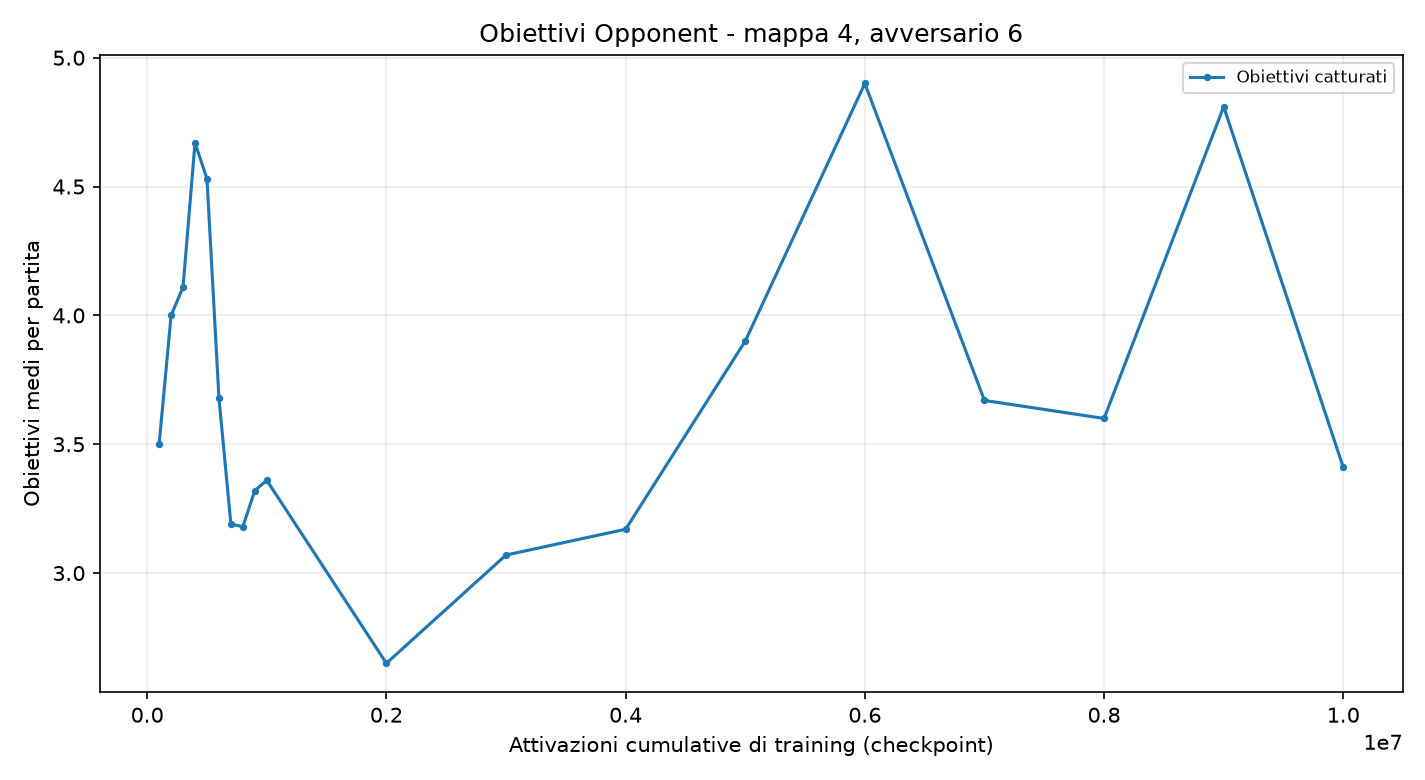 Obiettivi Opponent - mappa 4, avversario 6
Obiettivi catturati
Obiettivi medi per partita
5.0
4.5
4.0
3.5
3.0
0.0 0.2 0.4 0.6 0.8 1.0
1e7
Attivazioni cumulative di training (checkpoint)